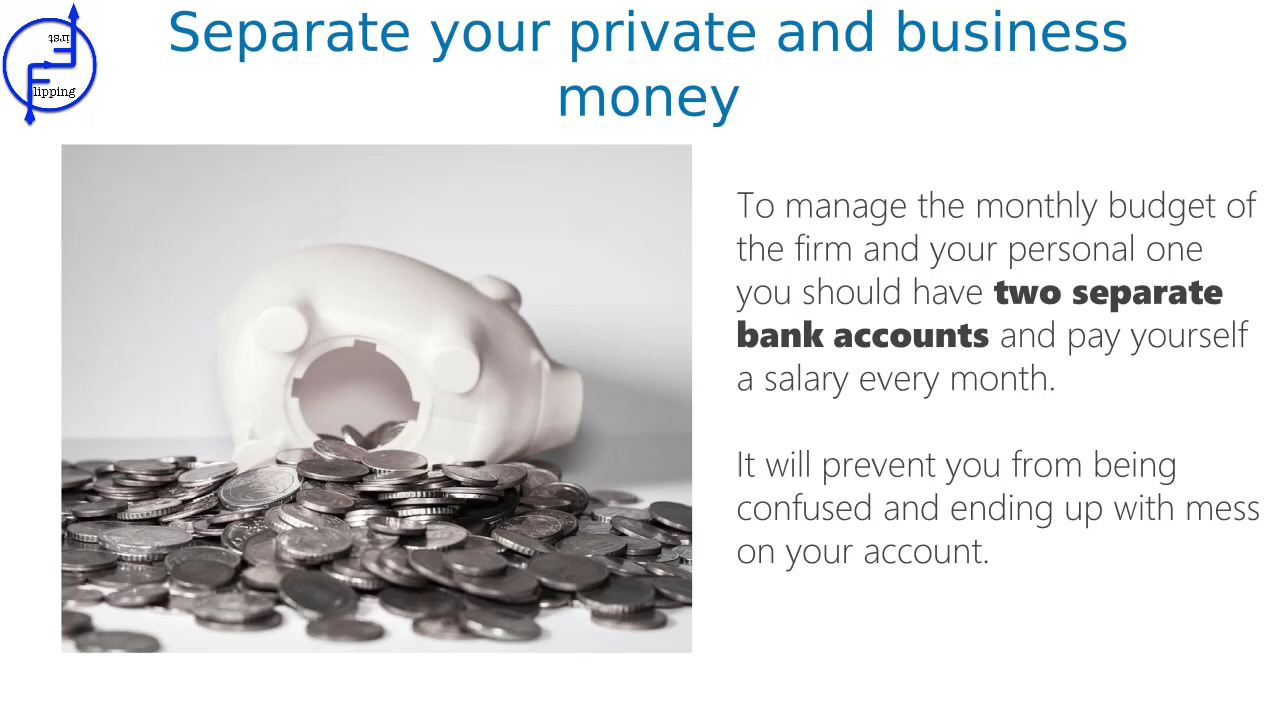 Separate your private and business
money
irst
lipping
To manage the monthly budget of
the firm and your personal one
you should have two separate
bank accounts and pay yourself
a salary every month.
It will prevent you from being
confused and ending up with mess
on your account.